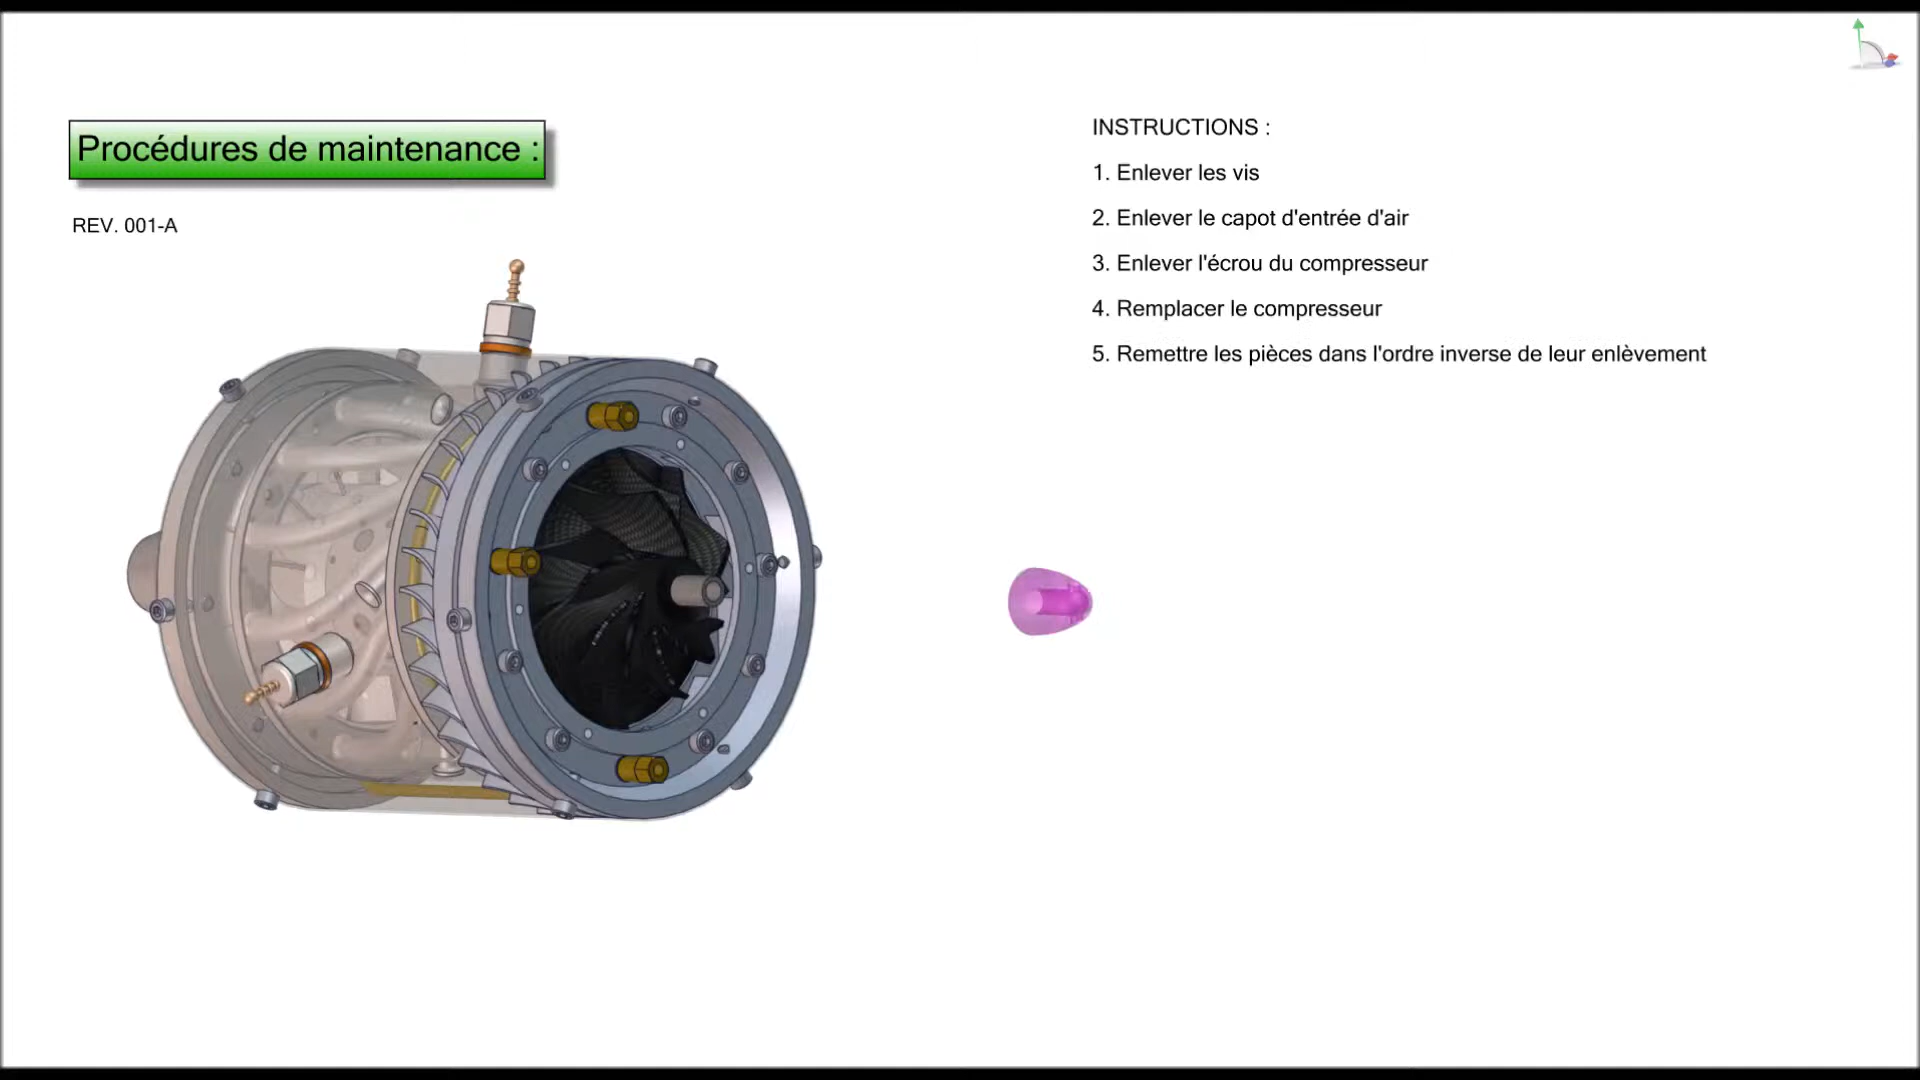 Procédures de maintenance :
REV. 001-A
INSTRUCTIONS :
1. Enlever les vis
2. Enlever le capot d'entrée d'air
3. Enlever l'écrou du compresseur
4. Remplacer le compresseur
5. Remettre les pièces dans l'ordre inverse de leur enlèvement